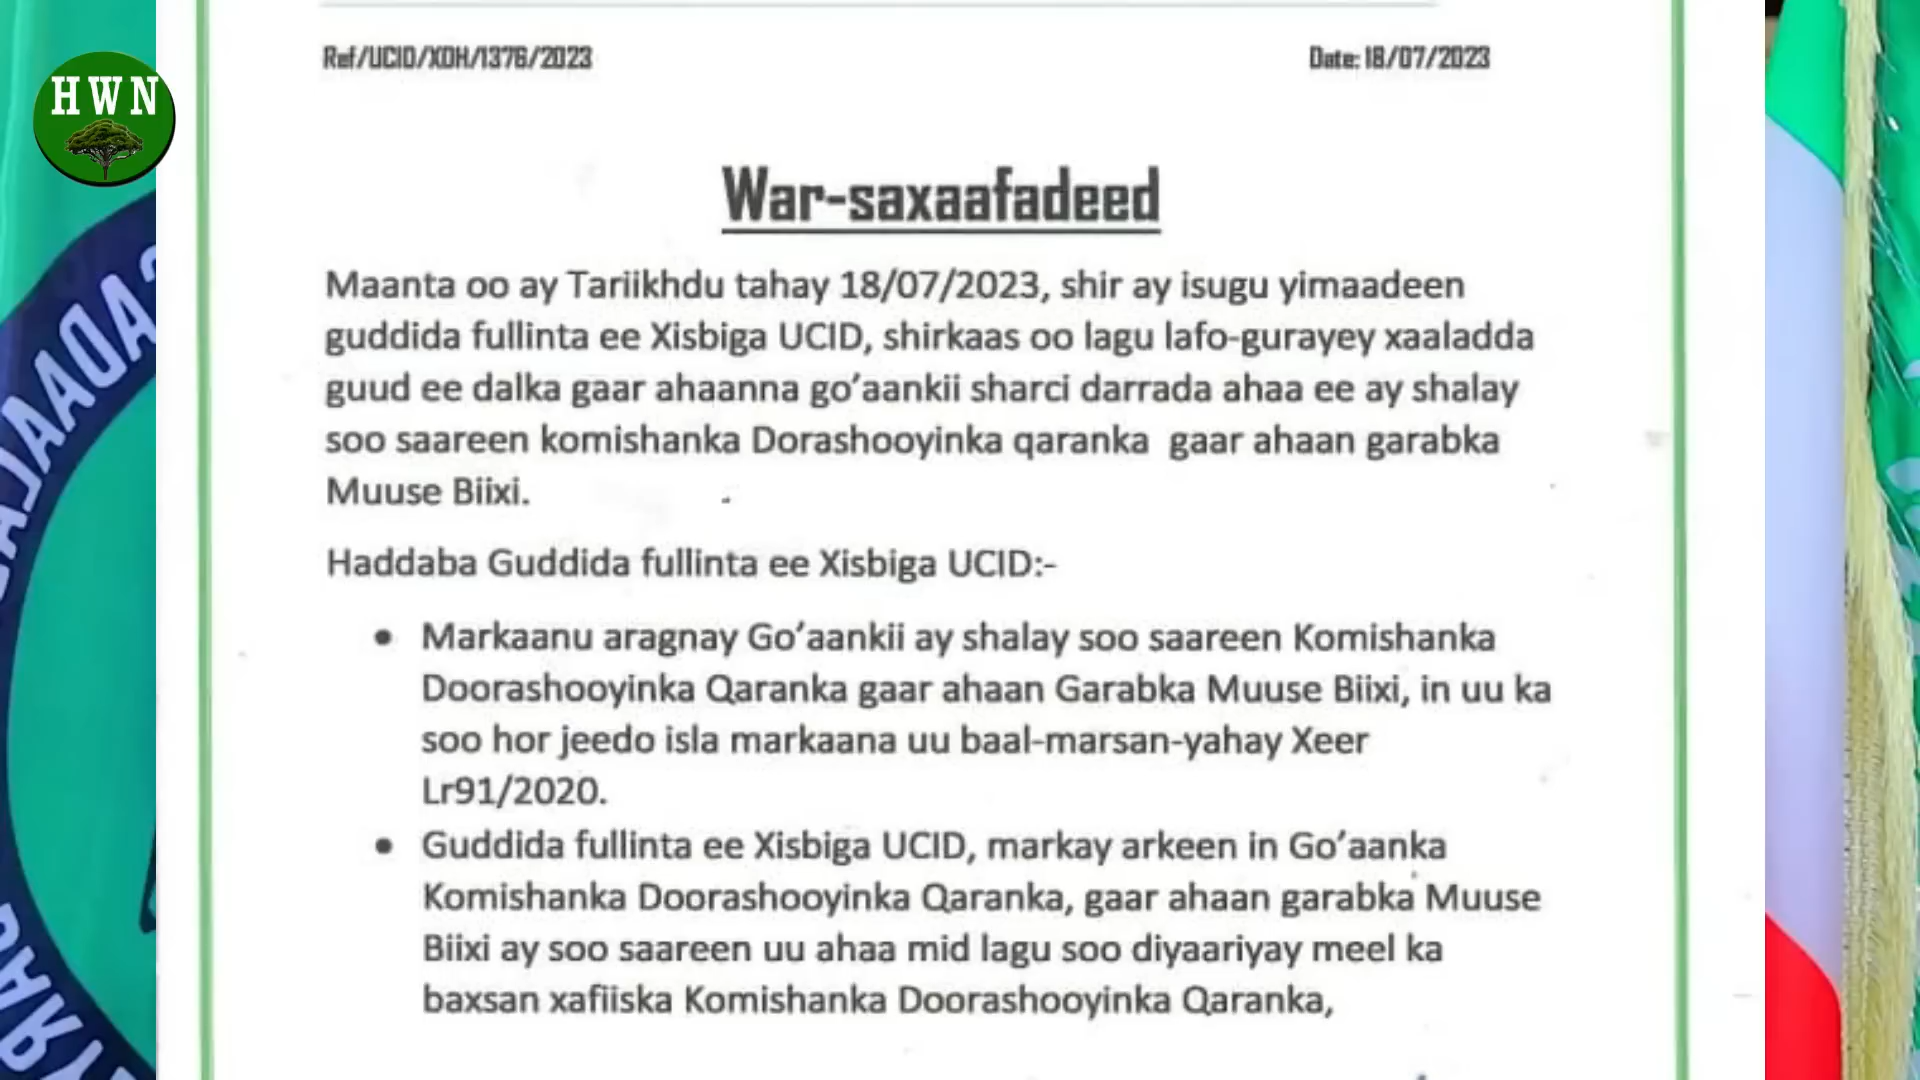 HWN
Ref/UCID/XDH/1376/2023
Date: 18/07/2023
War-saxaafadeed
Maanta oo ay Tariikhdu tahay 18/07/2023, shir ay isugu yimaadeen
guddida fullinta ee Xisbiga UCID, shirkaas oo lagu lafo-gurayey xaaladda
guud ee dalka gaar ahaanna go’aankii sharci darrada ahaa ee ay shalay
soo saareen komishanka Dorashooyinka qaranka gaar ahaan garabka
Muuse Biixi.
Haddaba Guddida fullinta ee Xisbiga UCID:-
• Markaanu aragnay Go’aankii ay shalay soo saareen Komishanka
Doorashooyinka Qaranka gaar ahaan Garabka Muuse Biixi, in uu ka
soo hor jeedo isla markaana uu baal-marsan-yahay Xeer
Lr91/2020.
• Guddida fullinta ee Xisbiga UCID, markay arkeen in Go’aanka
Komishanka Doorashooyinka Qaranka, gaar ahaan garabka Muuse
Biixi ay soo saareen uu ahaa mid lagu soo diyaariyay meel ka
baxsan xafiiska Komishanka Doorashooyinka Qaranka,